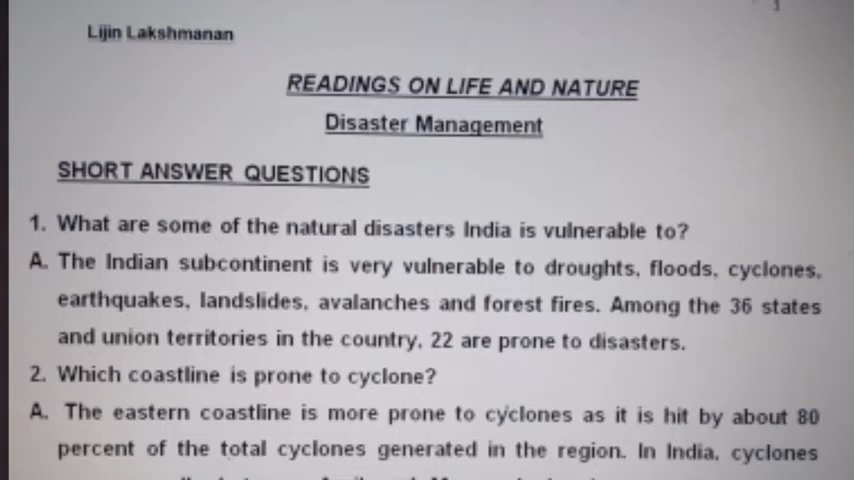 Lijin Lakshmanan
READINGS ON LIFE AND NATURE
Disaster Management
SHORT ANSWER QUESTIONS
1. What are some of the natural disasters India is vulnerable to?
A. The Indian subcontinent is very vulnerable to droughts, floods, cyclones,
earthquakes, landslides, avalanches and forest fires. Among the 36 states
and union territories in the country, 22 are prone to disasters.
2. Which coastline is prone to cyclone?
A. The eastern coastline is more prone to cyclones as it is hit by about 80
percent of the total cyclones generated in the region. In India, cyclones